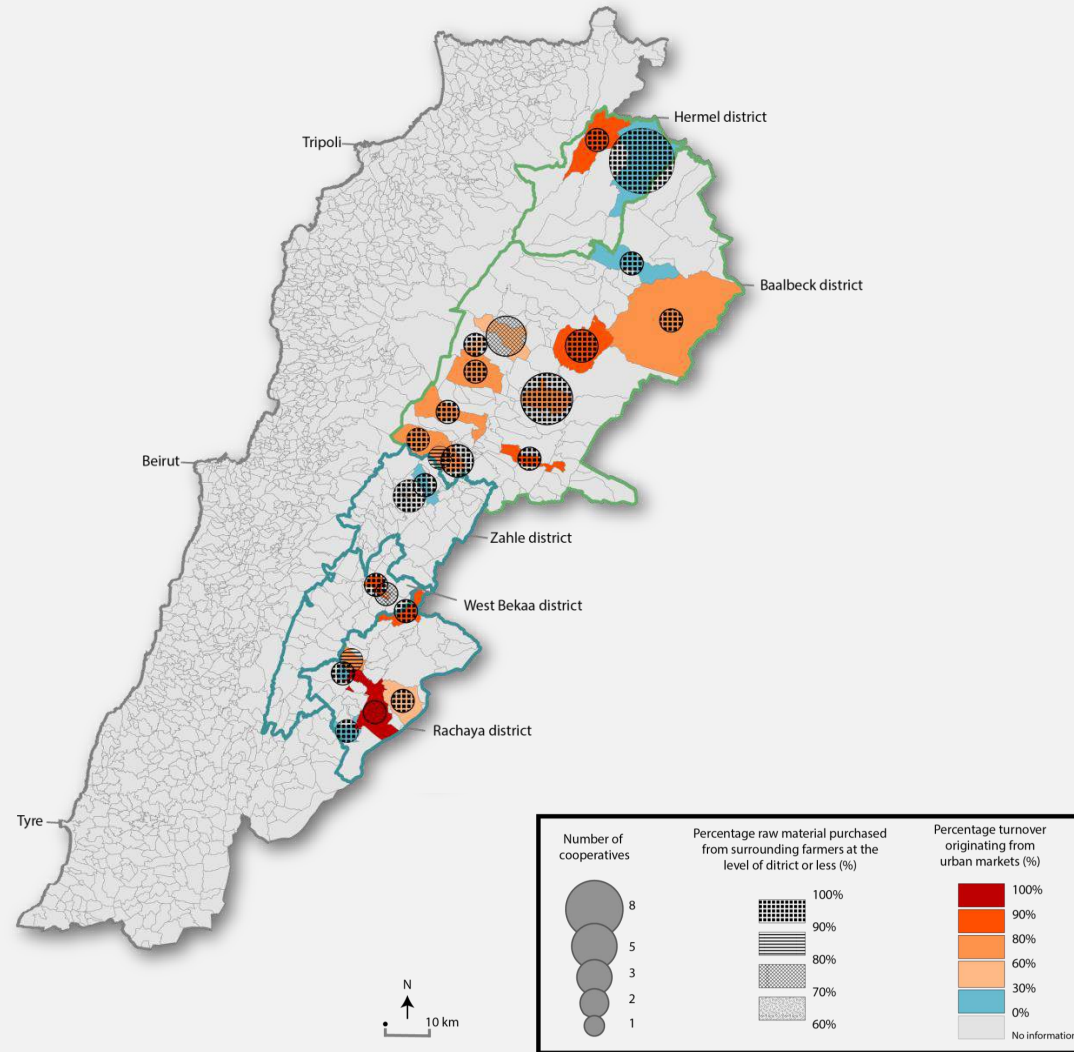 Hermel district
Tripoli
Baalbeck district
Beirut
Zahle district
West Bekaa district
Rachaya district
Tyre
N
10 km
Number of
cooperatives
8
5
3
2
1
Percentage raw material purchased
from surrounding farmers at the
level of ditrict or less (%)
100%
90%
80%
70%
60%
Percentage turnover
originating from
urban markets (%)
100%
90%
80%
60%
30%
0%
No information